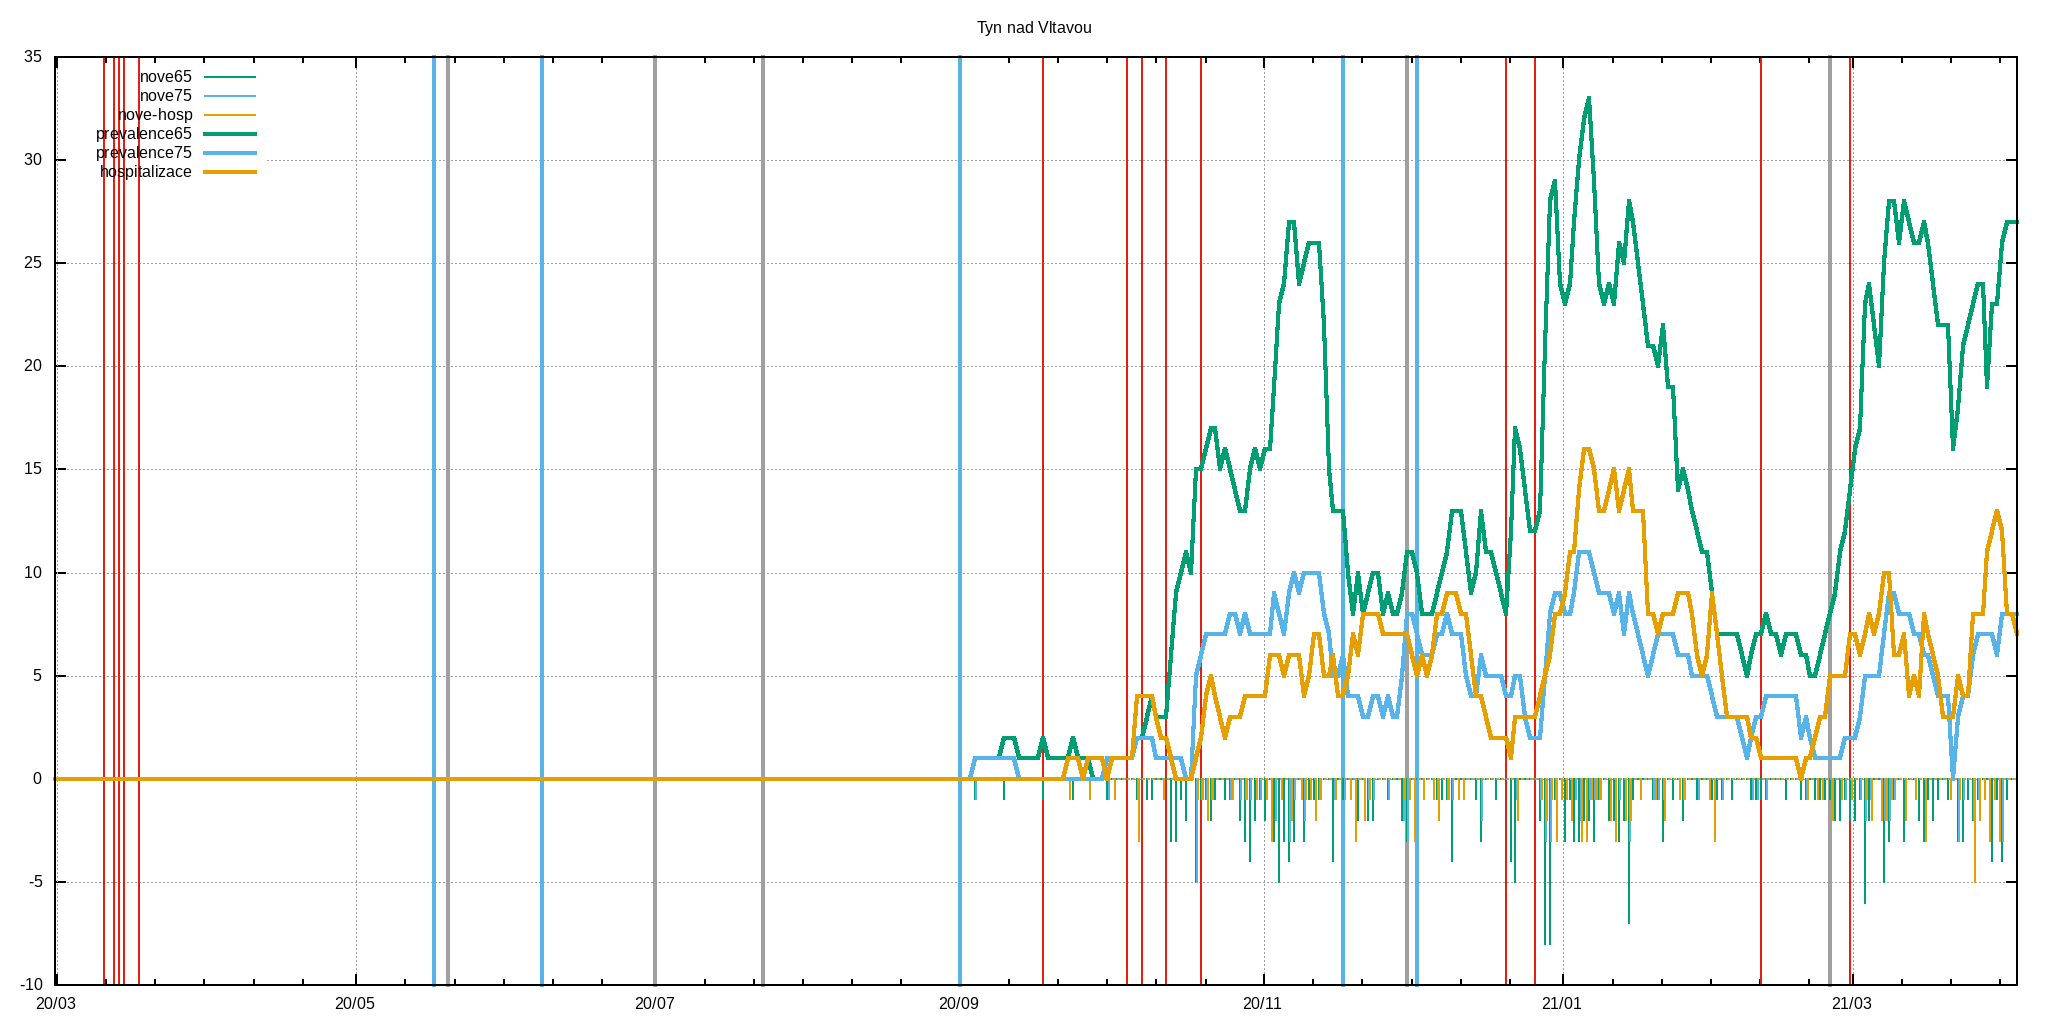 Tyn nad Vltavou
35
30
25
20
15
10
5
0
-5
-10
nove65
nove75
nove-hosp
prevalence65
prevalence75
hospitalizace
20/03 20/05 20/07 20/09 20/11 21/01 21/03